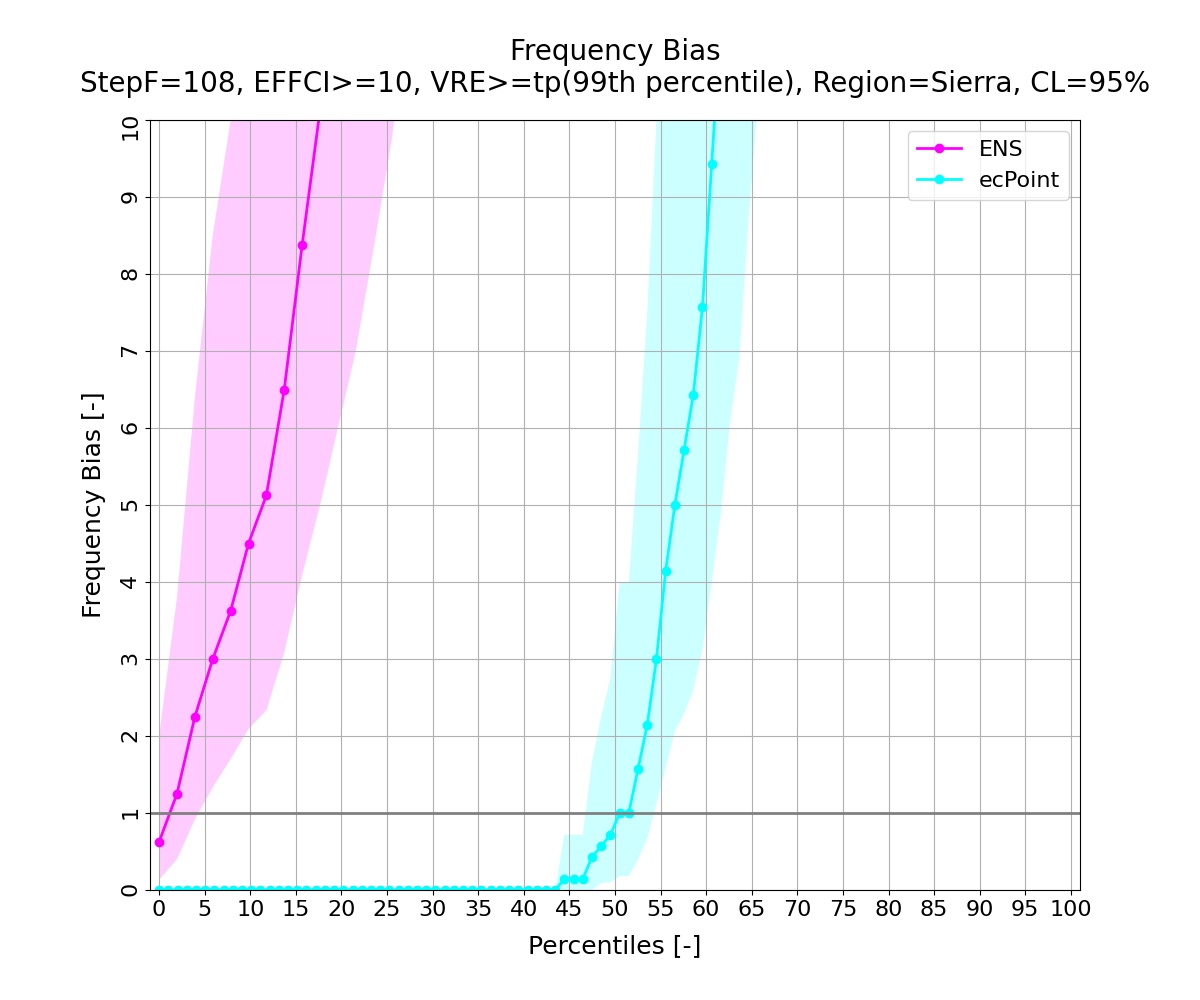 Frequency Bias
StepF=108, EFFCI>=10, VRE>=tp(99th percentile), Region=Sierra, CL=95%
ENS
ecPoint
Frequency Bias [-]
10
9
8
7
6
5
4
3
2
1
0
0 5 10 15 20 25 30 35 40 45 50 55 60 65 70 75 80 85 90 95 100
Percentiles [-]